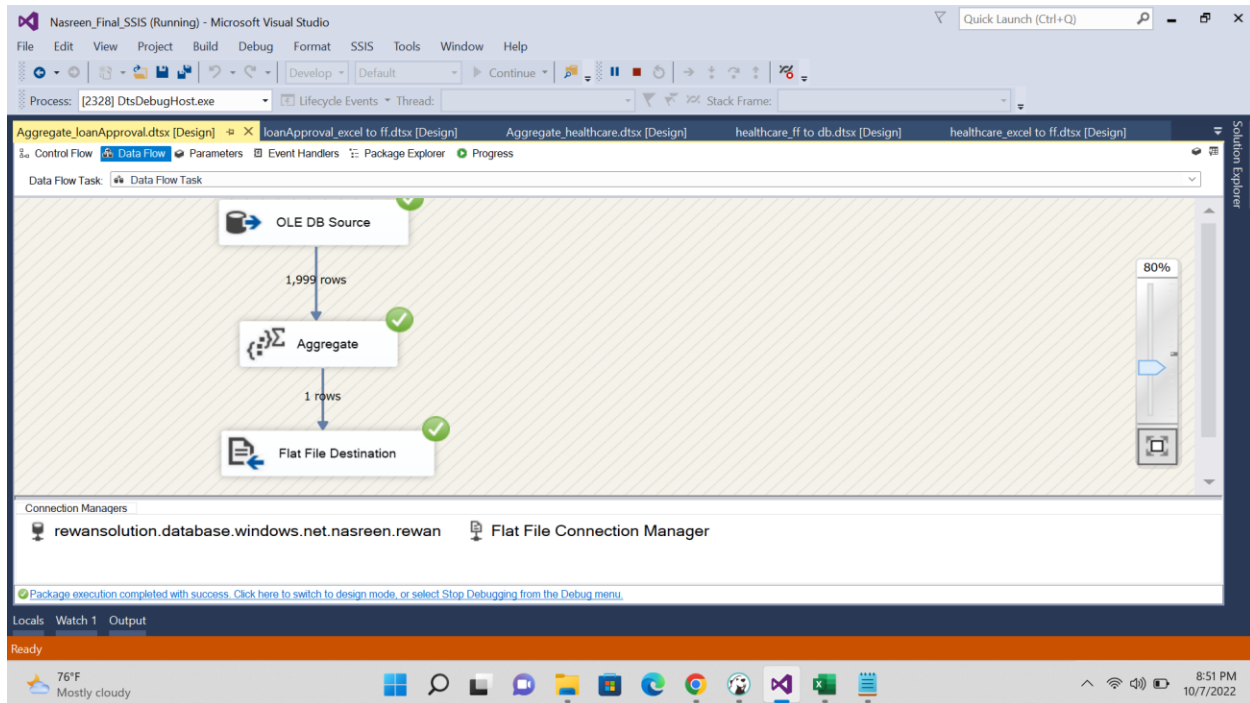 Nasreen_Final_SSIS (Running) - Microsoft Visual Studio
Quick Launch (Ctrl+Q)
File Edit View Project Build Debug Format SSIS Tools Window Help
Develop Default Continue
Process: [2328] DtsDebugHost.exe Lifecycle Events Thread: Stack Frame:
Aggregate_loanApproval.dtsx [Design] loanApproval_excel to ff.dtsx [Design] Aggregate_healthcare.dtsx [Design] healthcare_ff to db.dtsx [Design] healthcare_excel to ff.dtsx [Design]
Solution Explorer
Control Flow Data Flow Parameters Event Handlers Package Explorer Progress
Data Flow Task: Data Flow Task
OLE DB Source
80%
1,999 rows
Aggregate
1 rows
Flat File Destination
Connection Managers
rewansolution.database.windows.net.nasreen.rewan Flat File Connection Manager
Package execution completed with success. Click here to switch to design mode, or select Stop Debugging from the Debug menu.
Locals Watch 1 Output
Ready
76°F
Mostly cloudy
8:51 PM
10/7/2022